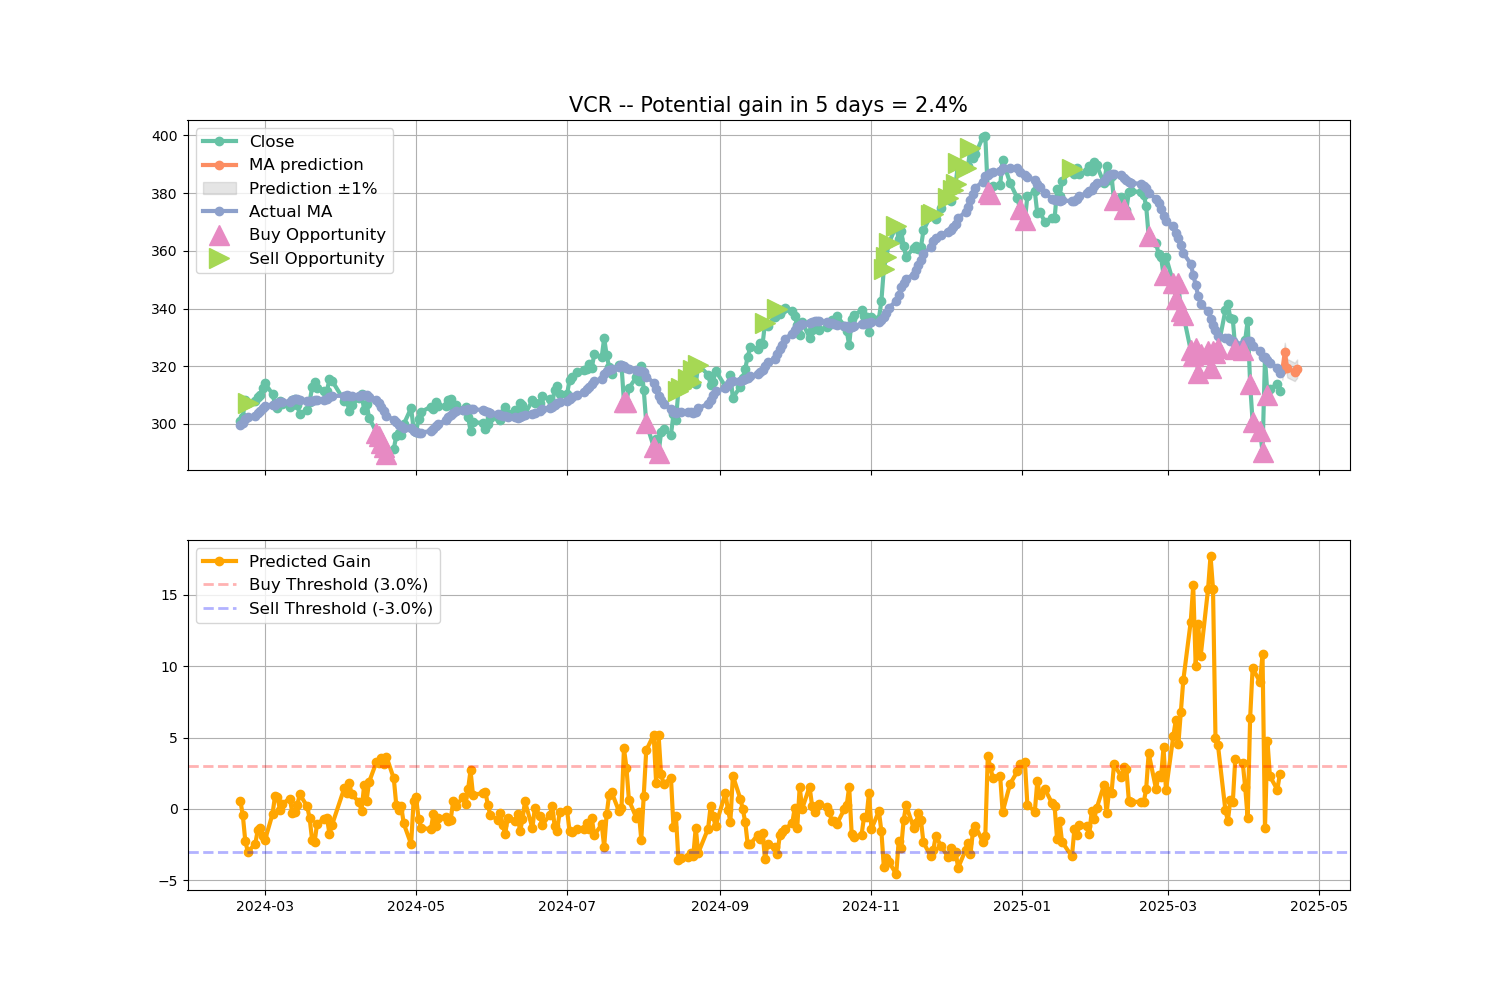 VCR -- Potential gain in 5 days = 2.4%
400
380
360
340
320
300
Close
MA prediction
Prediction ±1%
Actual MA
Buy Opportunity
Sell Opportunity
15
10
5
0
−5
Predicted Gain
Buy Threshold (3.0%)
Sell Threshold (-3.0%)
2024-03
2024-05
2024-07
2024-09
2024-11
2025-01
2025-03
2025-05